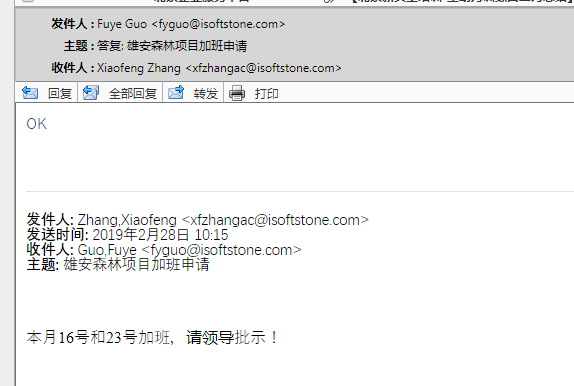 发件人 : Fuye Guo <fyguo@isoftstone.com>
主题 : 答复: 雄安森林项目加班申请
收件人 : Xiaofeng Zhang <xfzhangac@isoftstone.com>
回复 全部回复 转发 打印
OK
发件人: Zhang,Xiaofeng <xfzhangac@isoftstone.com>
发送时间: 2019年2月28日 10:15
收件人: Guo,Fuye <fyguo@isoftstone.com>
主题: 雄安森林项目加班申请
本月16号和23号加班，请领导批示！